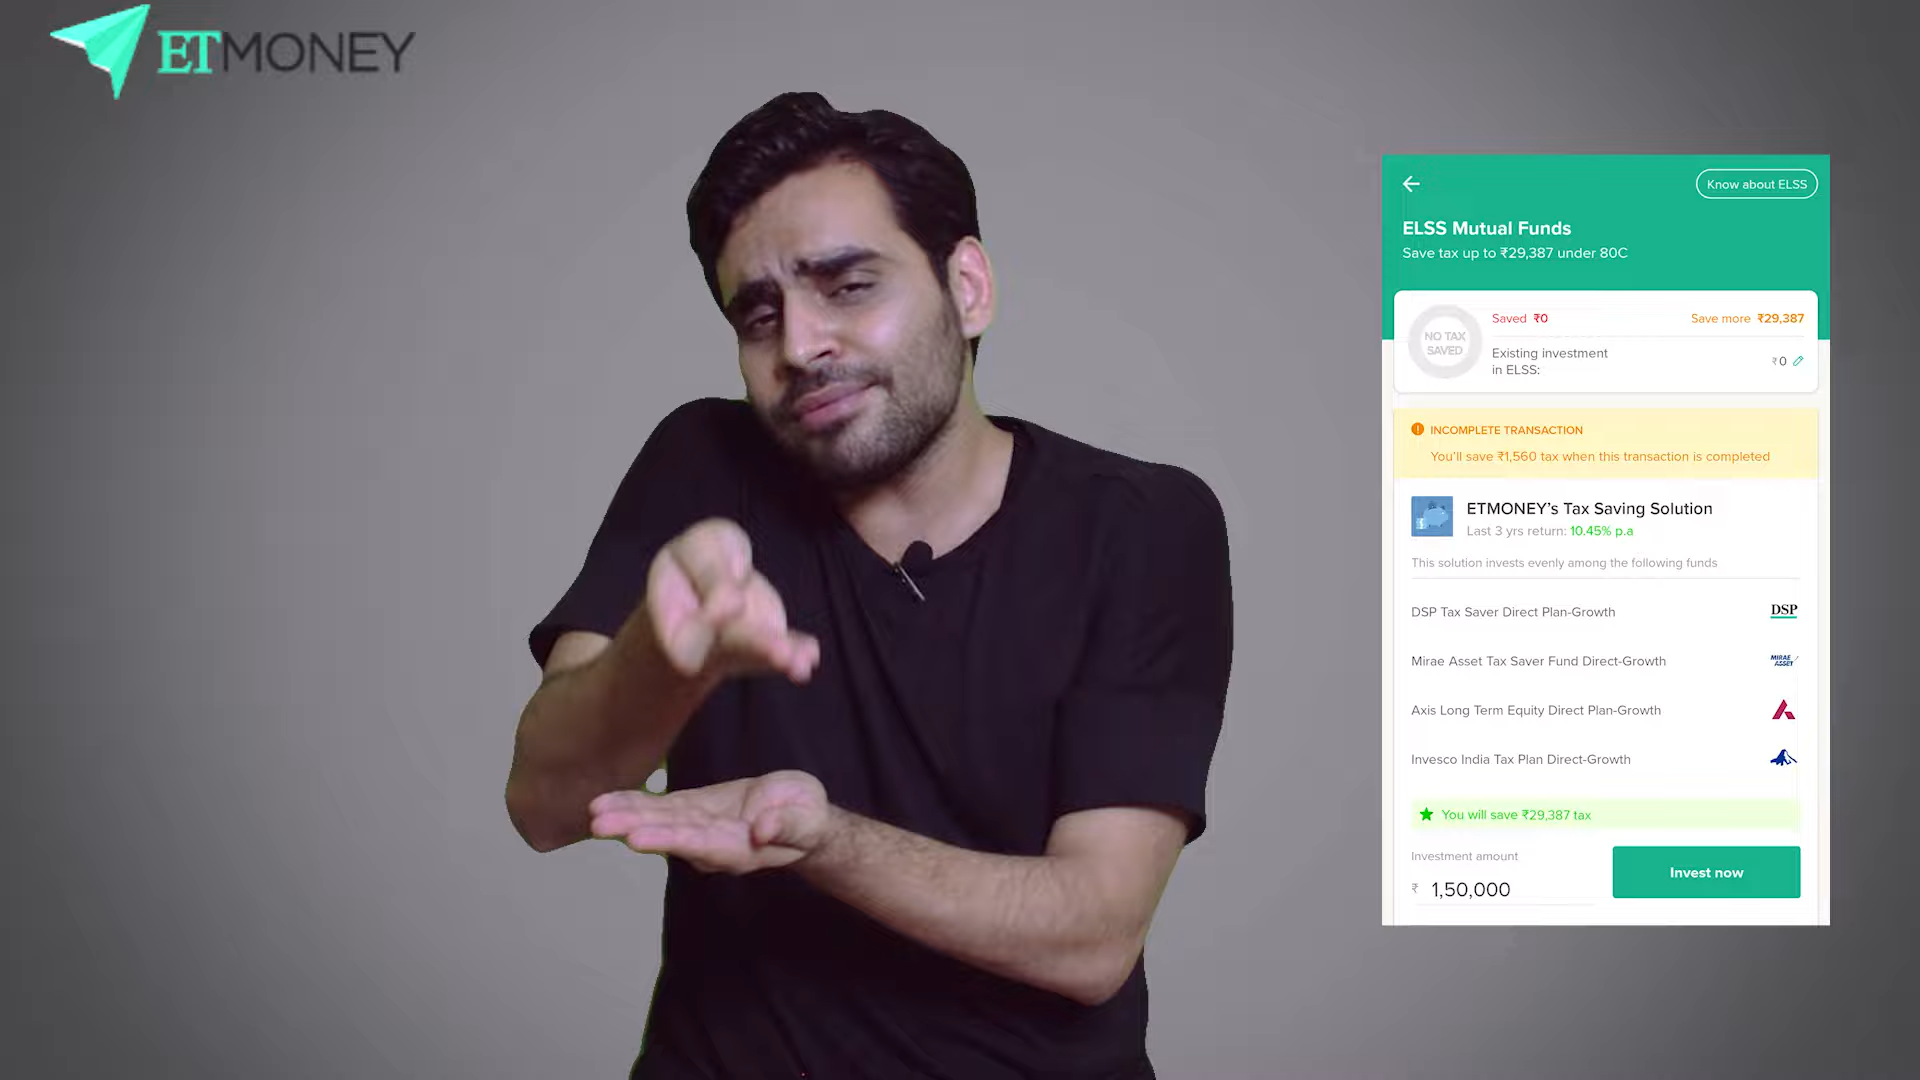 ETMONEY
Know about ELSS
ELSS Mutual Funds
Save tax up to ₹29,387 under 80C
NO TAX
SAVED
Saved ₹0
Save more ₹29,387
Existing investment
in ELSS:
₹0
INCOMPLETE TRANSACTION
You'll save ₹1,560 tax when this transaction is completed
ETMONEY's Tax Saving Solution
Last 3 yrs return: 10.45% p.a
This solution invests evenly among the following funds
DSP Tax Saver Direct Plan-Growth
DSP
Mirae Asset Tax Saver Fund Direct-Growth
MIRAE
ASSET
Axis Long Term Equity Direct Plan-Growth
Invesco India Tax Plan Direct-Growth
You will save ₹29,387 tax
Investment amount
₹ 1,50,000
Invest now